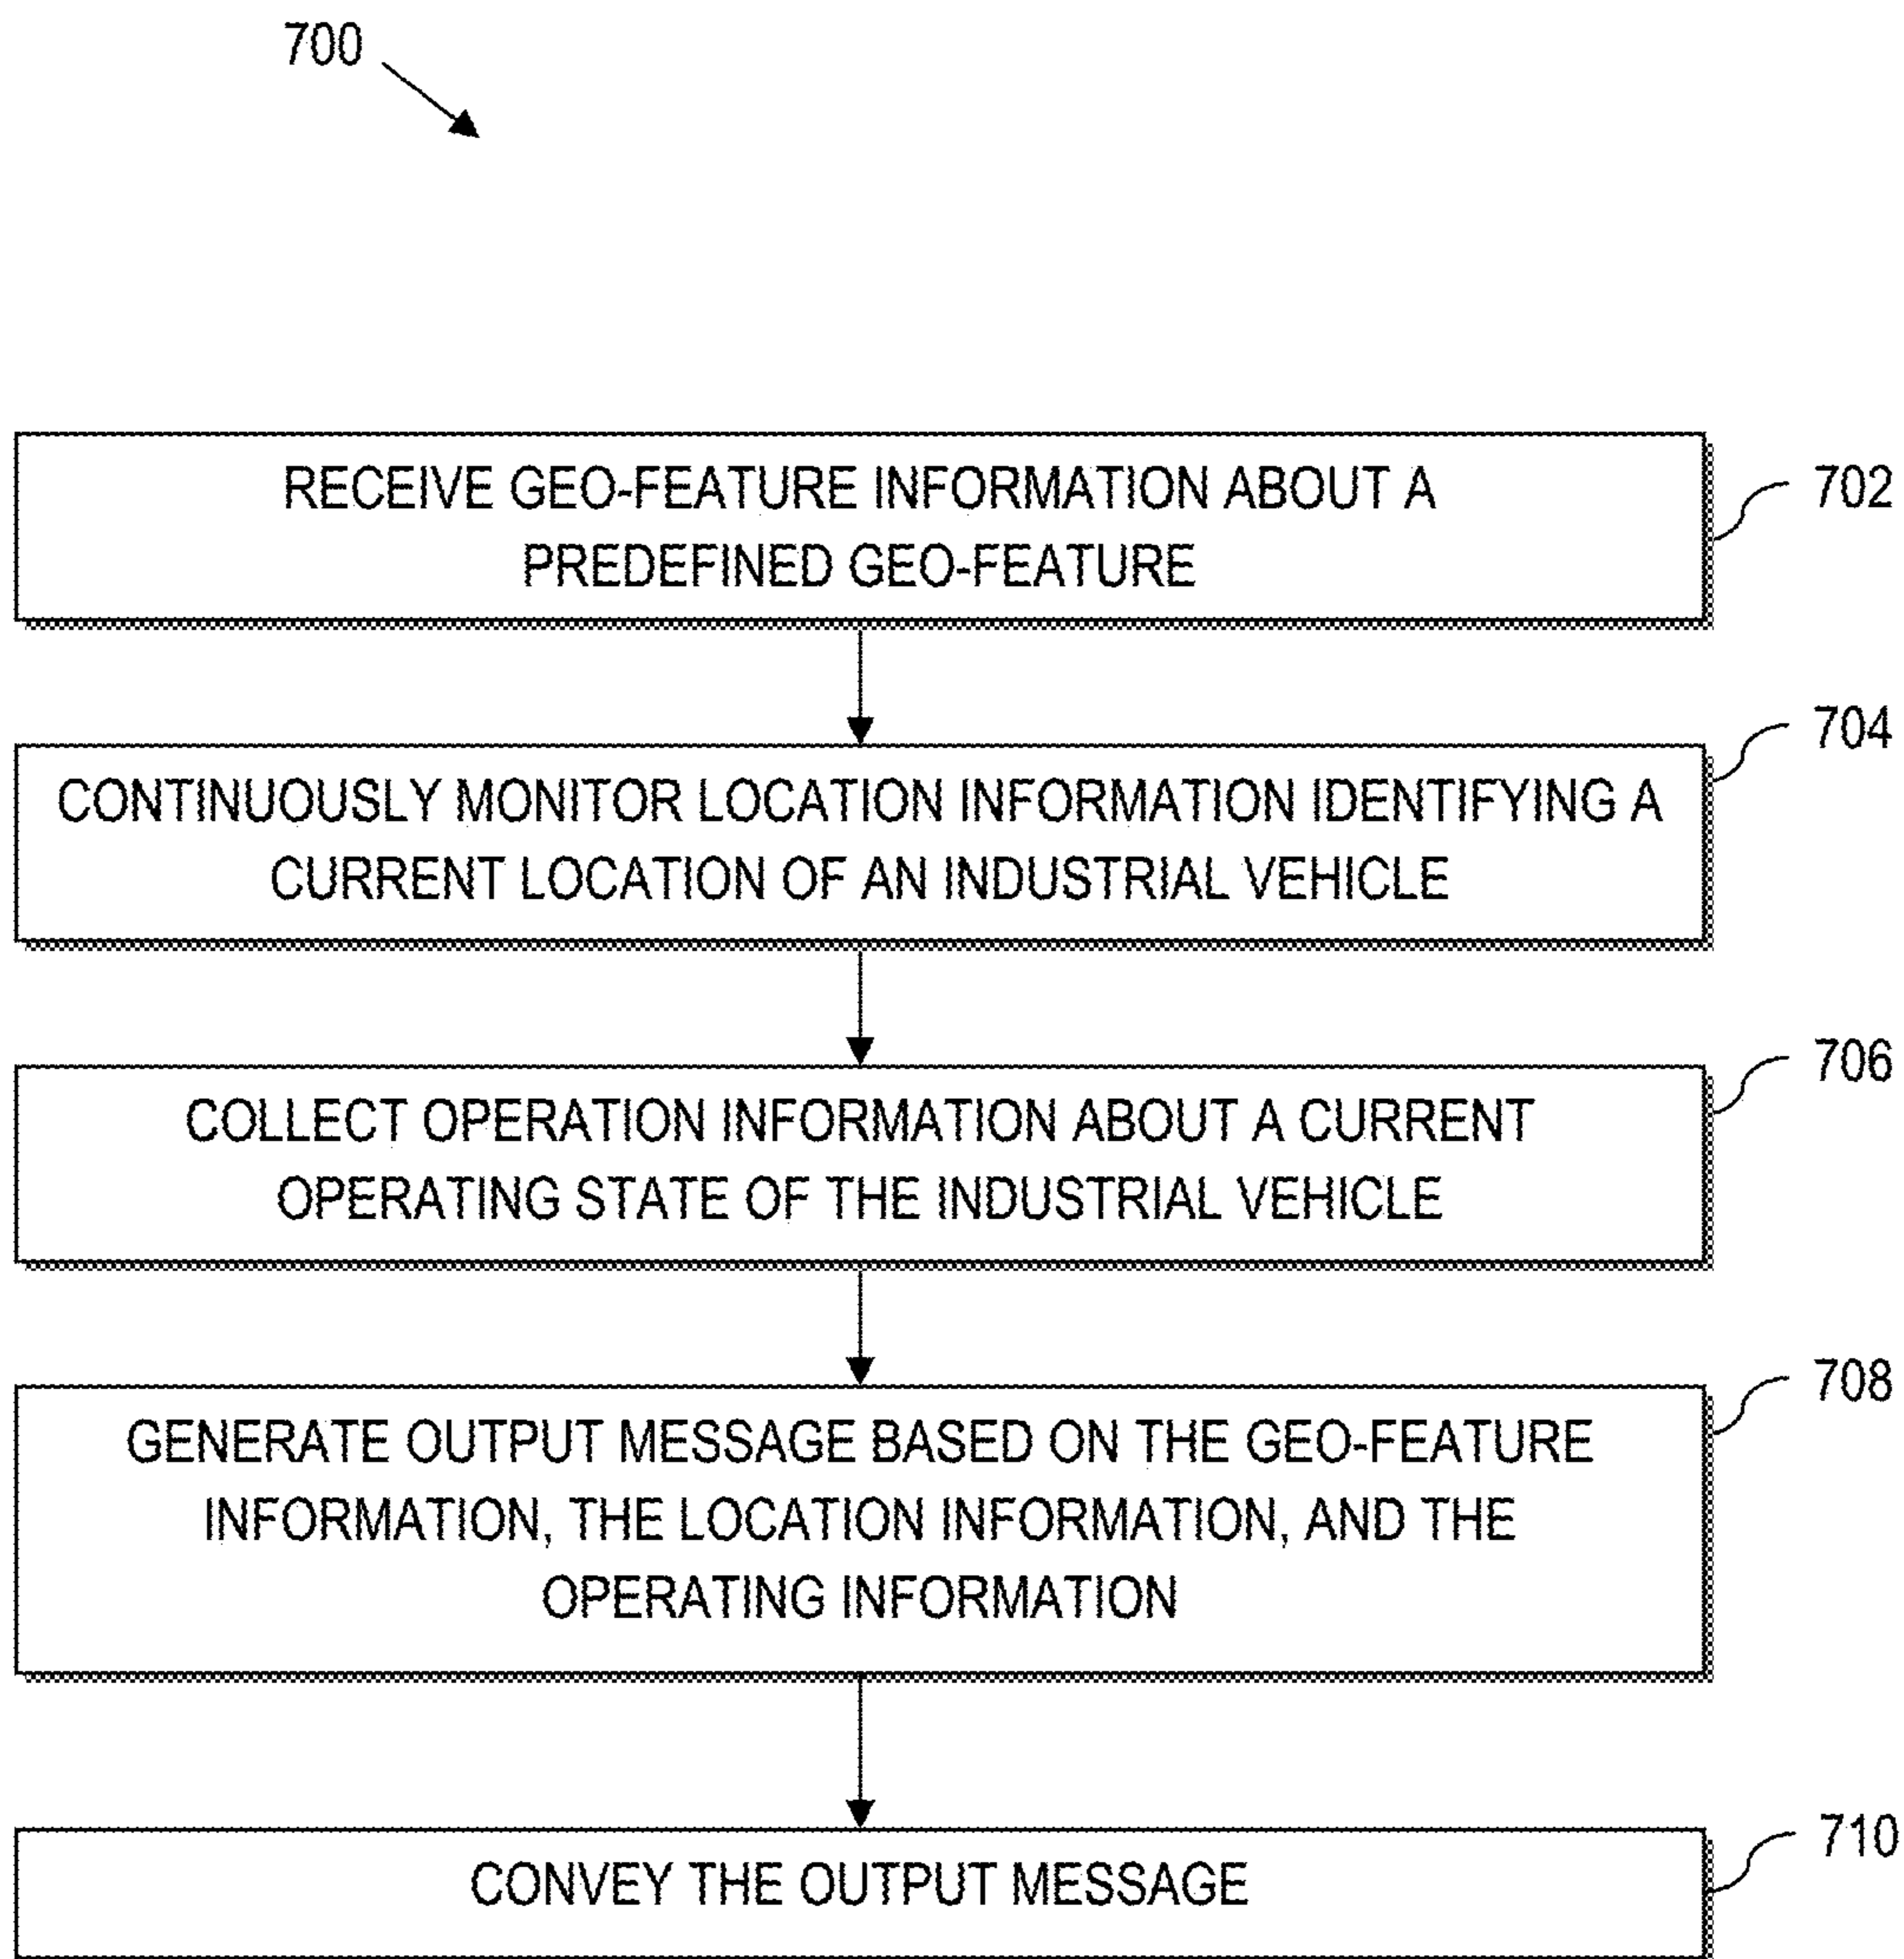 700
RECEIVE GEO-FEATURE INFORMATION ABOUT A
PREDEFINED GEO-FEATURE
702
CONTINUOUSLY MONITOR LOCATION INFORMATION IDENTIFYING A
CURRENT LOCATION OF AN INDUSTRIAL VEHICLE
704
COLLECT OPERATION INFORMATION ABOUT A CURRENT
OPERATING STATE OF THE INDUSTRIAL VEHICLE
706
GENERATE OUTPUT MESSAGE BASED ON THE GEO-FEATURE
INFORMATION, THE LOCATION INFORMATION, AND THE
OPERATING INFORMATION
708
CONVEY THE OUTPUT MESSAGE
710